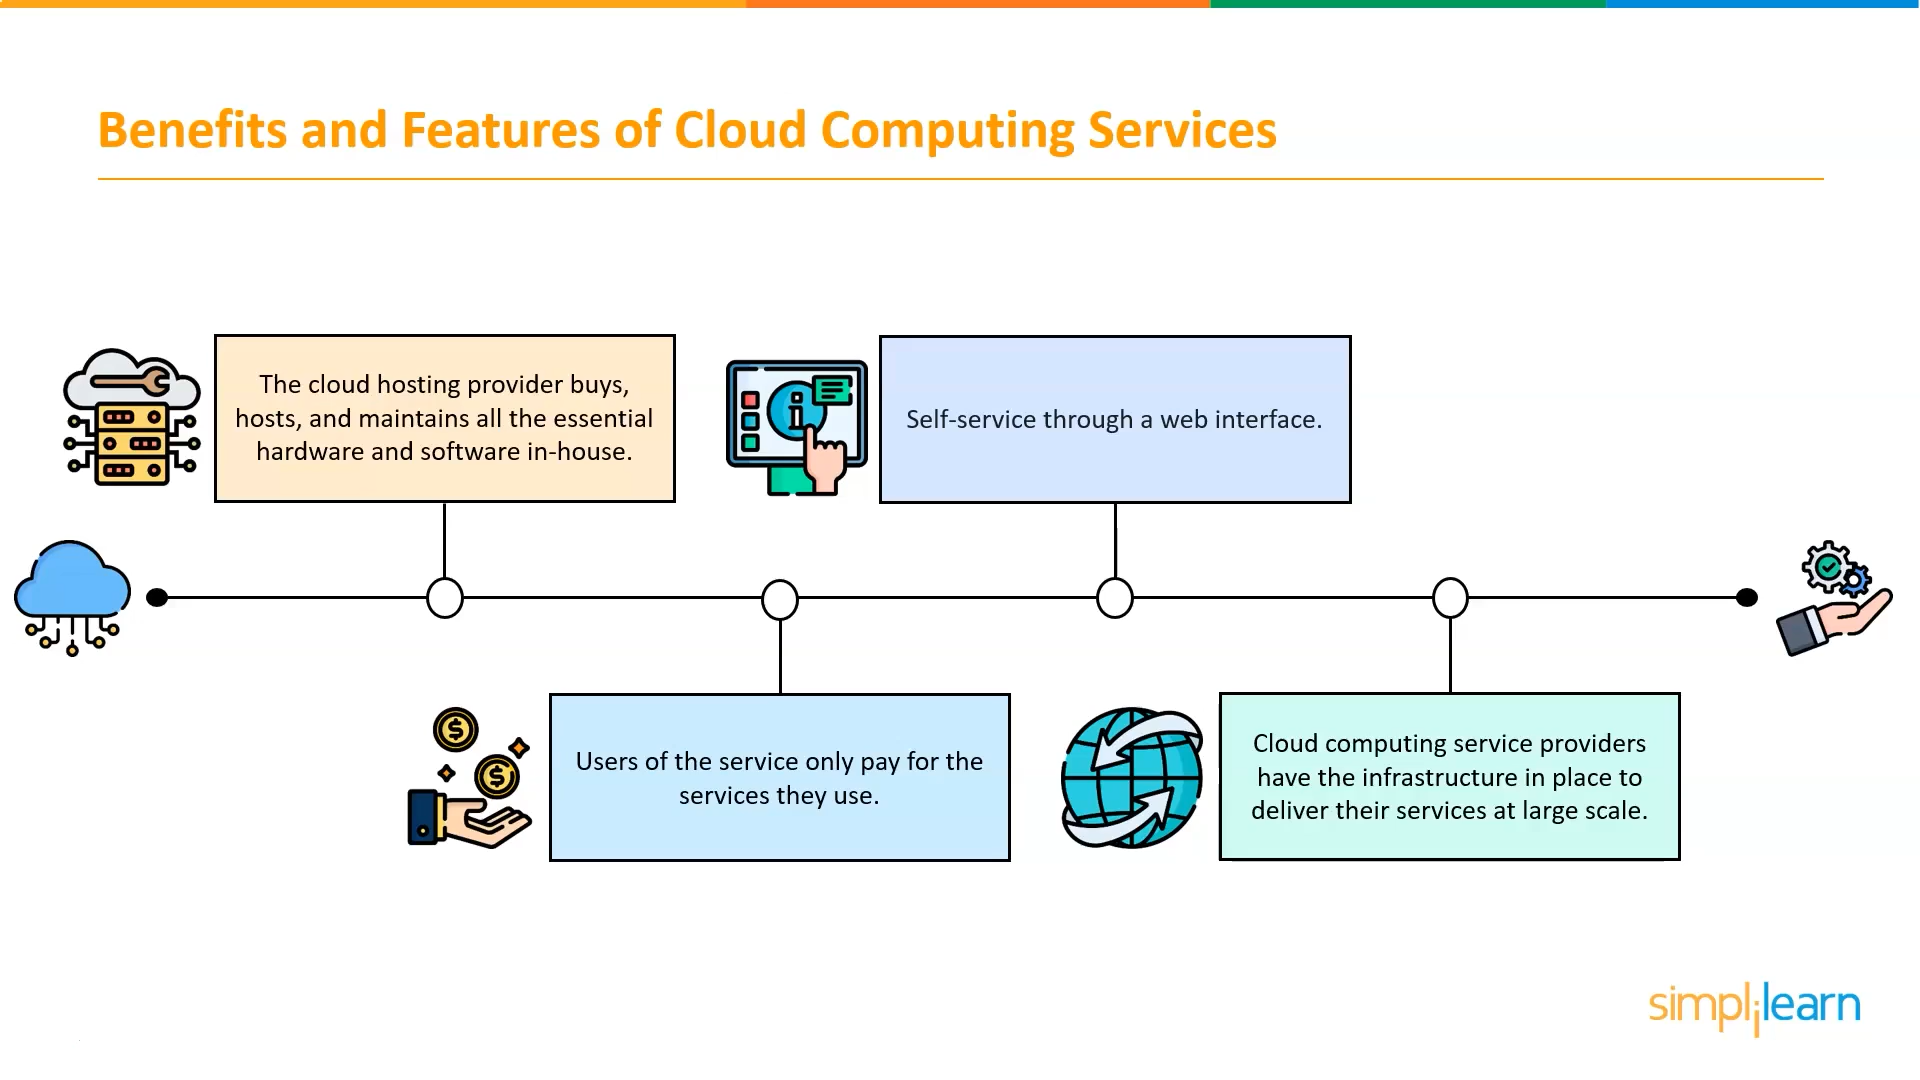 Benefits and Features of Cloud Computing Services
The cloud hosting provider buys,
hosts, and maintains all the essential
hardware and software in-house.
Self-service through a web interface.
Users of the service only pay for the
services they use.
Cloud computing service providers
have the infrastructure in place to
deliver their services at large scale.
simplilearn